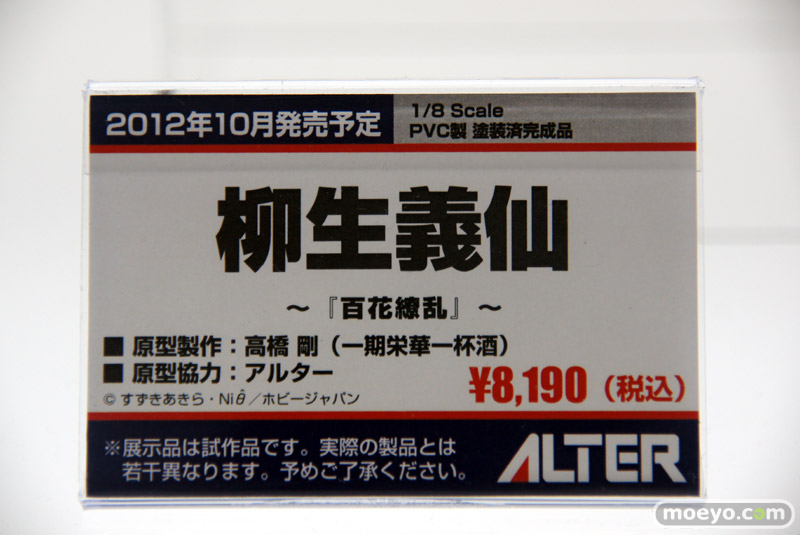 2012年10月発売予定
1/8 Scale
PVC製 塗装済完成品
柳生義仙
～『百花繚乱』～
■ 原型製作：高橋 剛（一期栄華一杯酒）
■ 原型協力：アルター
¥8,190（税込）
© すずきあきら・Niθ／ホビージャパン
※展示品は試作品です。実際の製品とは
若干異なります。予めご了承ください。
ALTER
moeyo.com